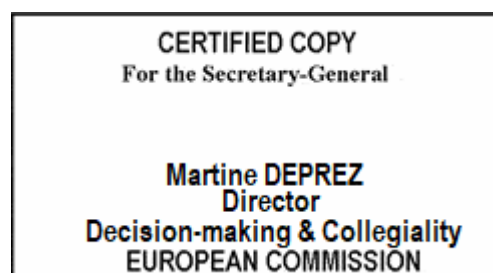 CERTIFIED COPY
For the Secretary-General
Martine DEPREZ
Director
Decision-making & Collegiality
EUROPEAN COMMISSION